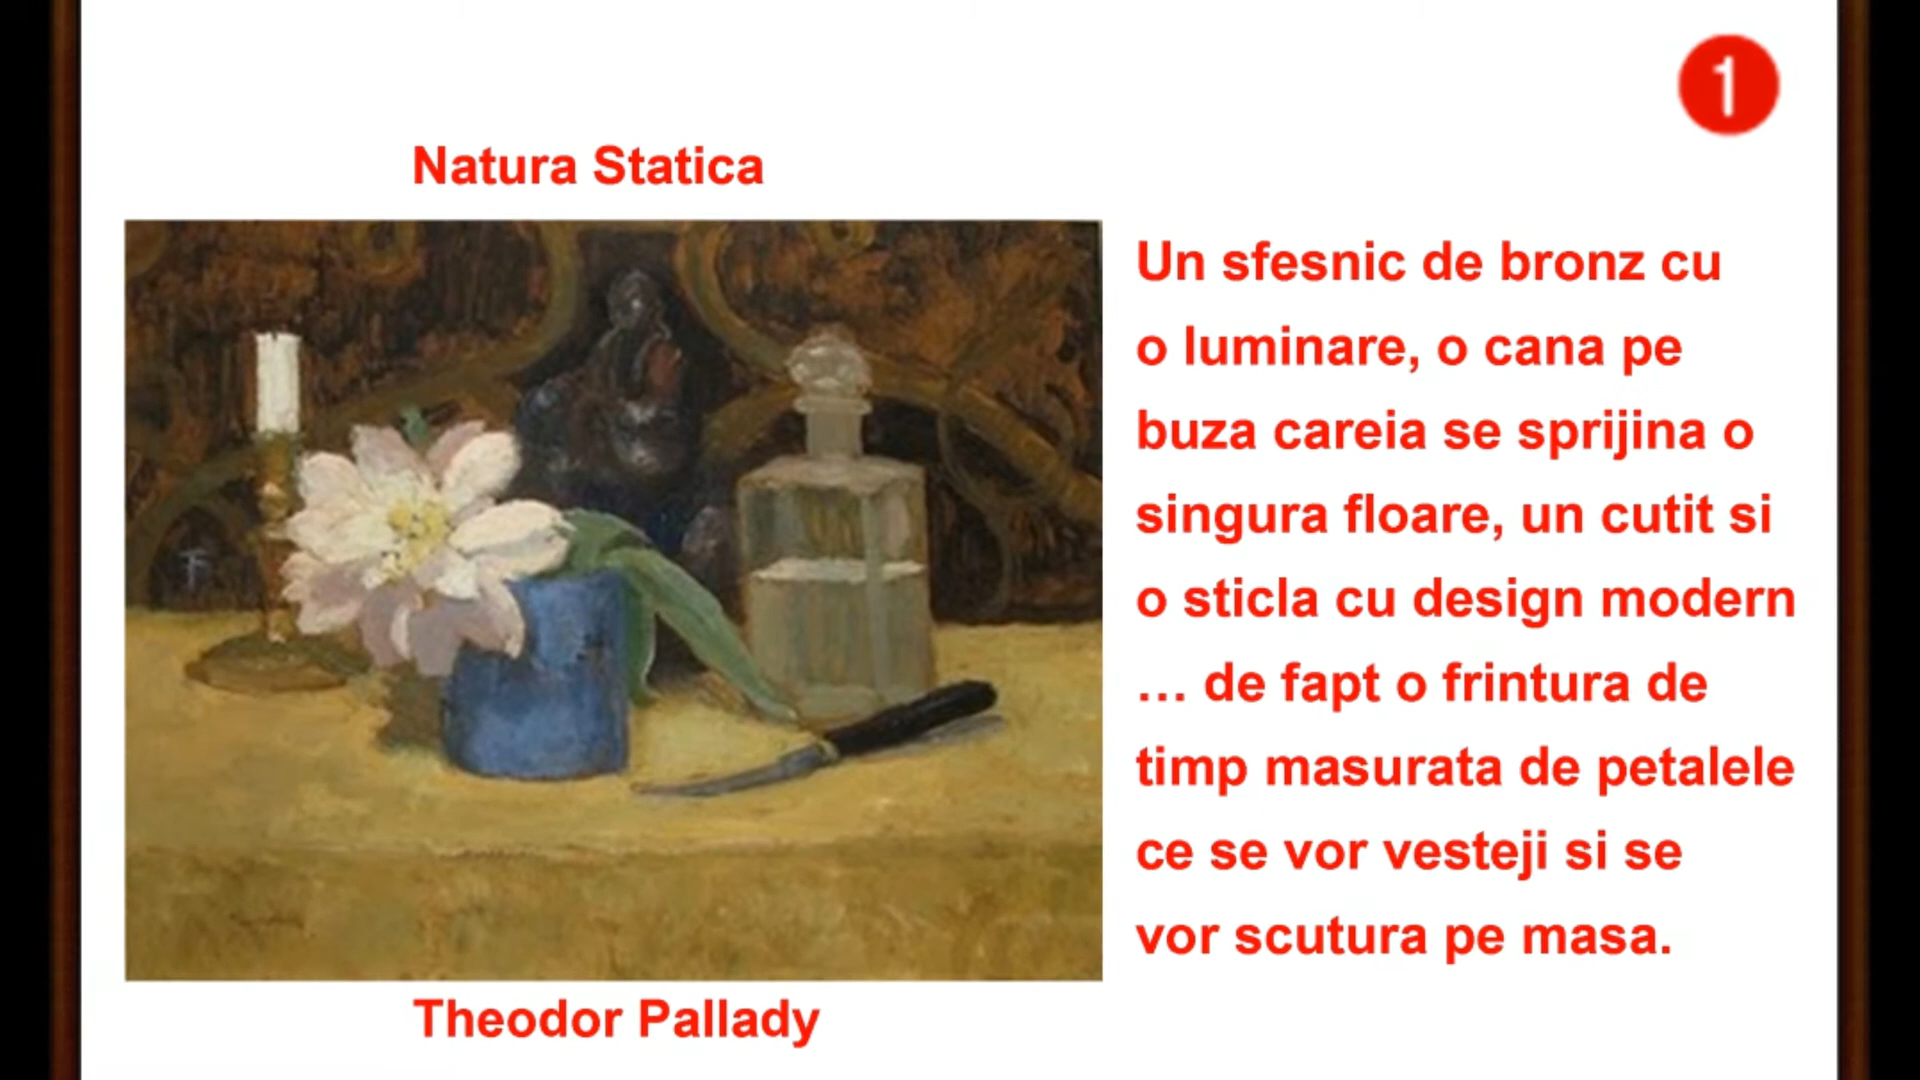 1
Natura Statica
Un sfesnic de bronz cu
o luminare, o cana pe
buza careia se sprijina o
singura floare, un cutit si
o sticla cu design modern
… de fapt o frintura de
timp masurata de petalele
ce se vor vesteji si se
vor scutura pe masa.
Theodor Pallady